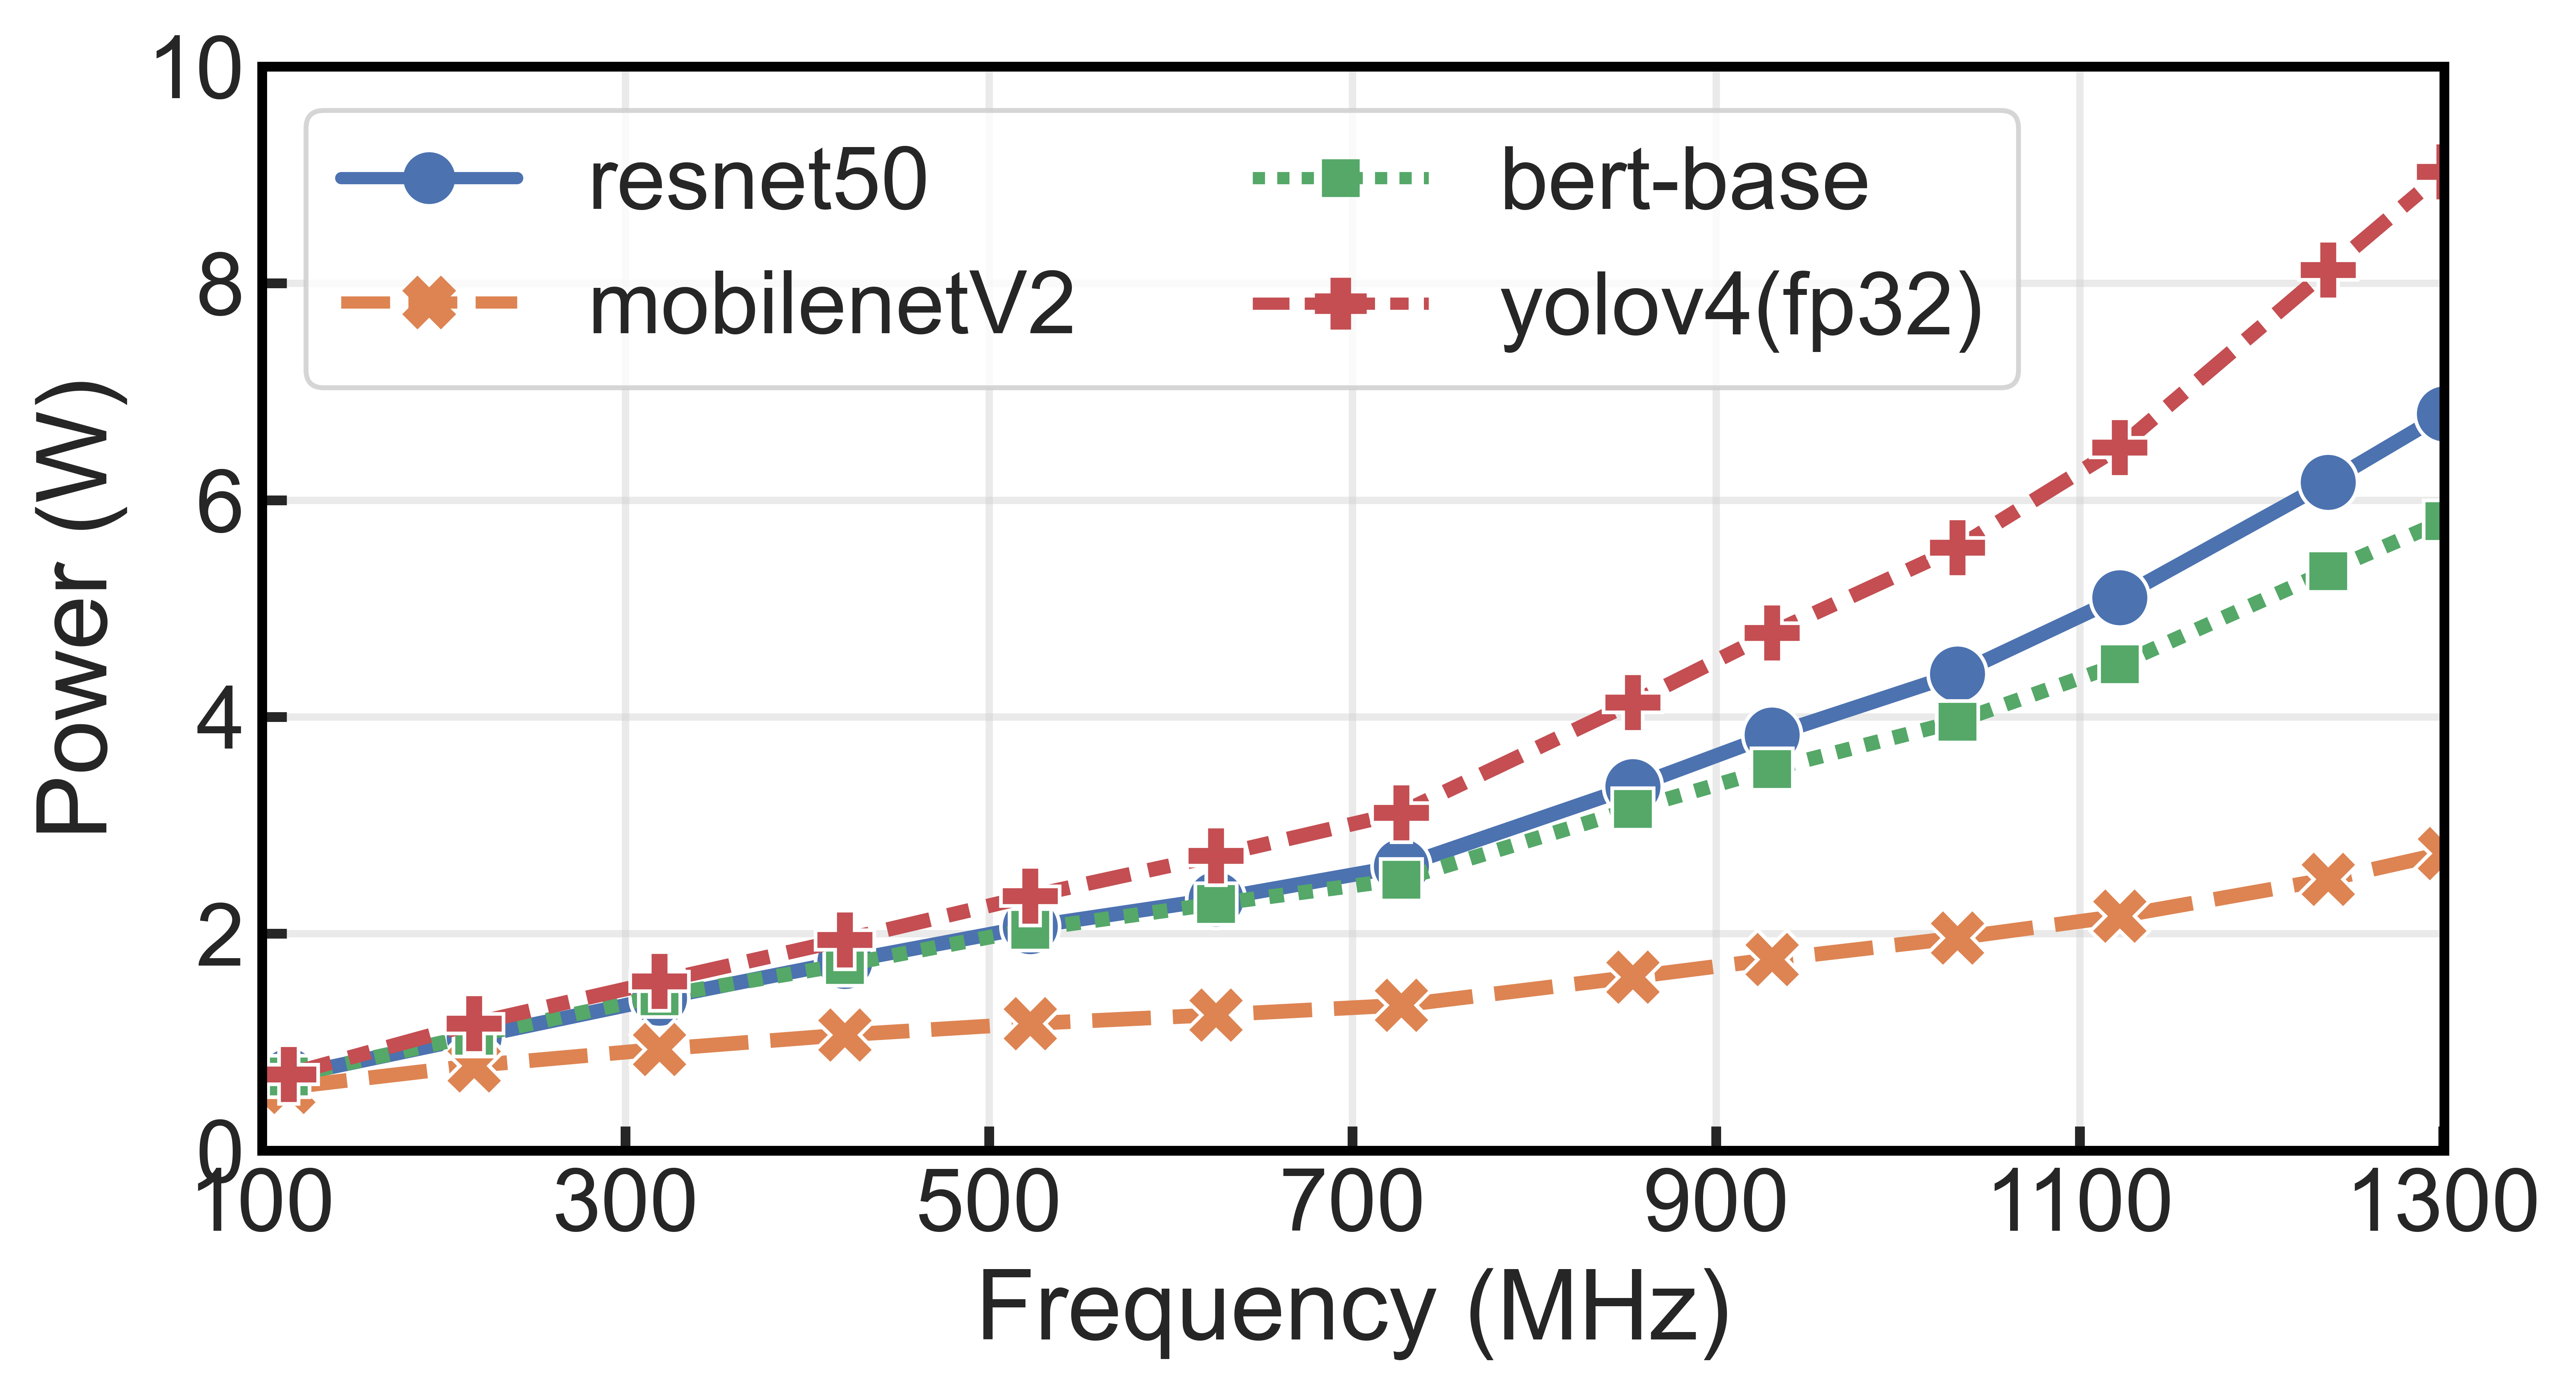 10
8
6
4
2
0
Power (W)
resnet50
mobilenetV2
bert-base
yolov4(fp32)
100 300 500 700 900 1100 1300
Frequency (MHz)